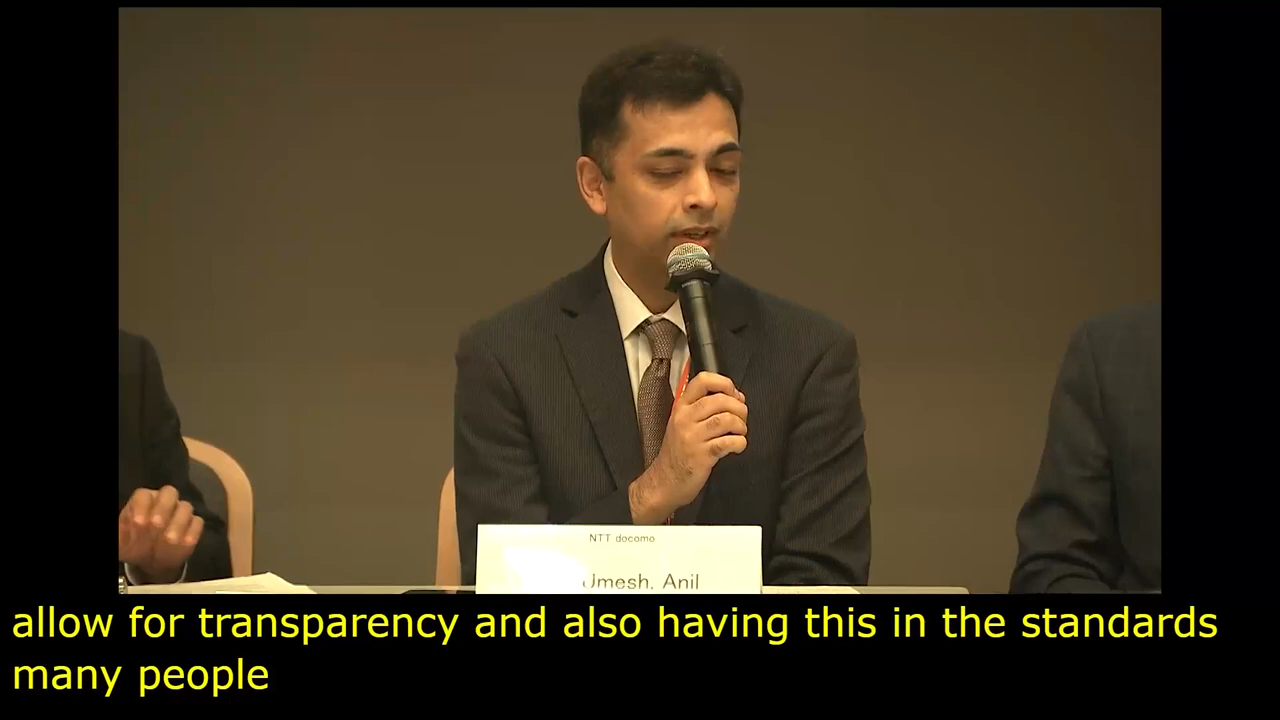 NTT docomo
Umesh, Anil
allow for transparency and also having this in the standards
many people